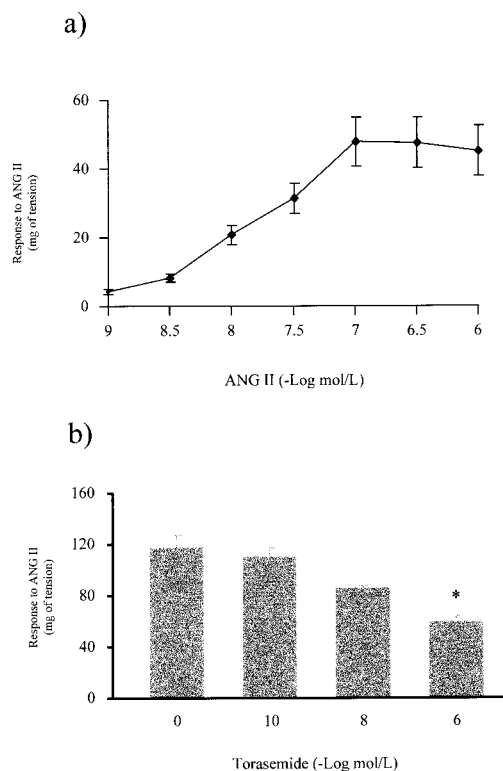 a)
Response to ANG II
(mg of tension)
60
40
20
0
9 8.5 8 7.5 7 6.5 6
ANG II (-Log mol/L)
b)
Response to ANG II
(mg of tension)
160
120
80
40
0
*
0 10 8 6
Torasemide (-Log mol/L)